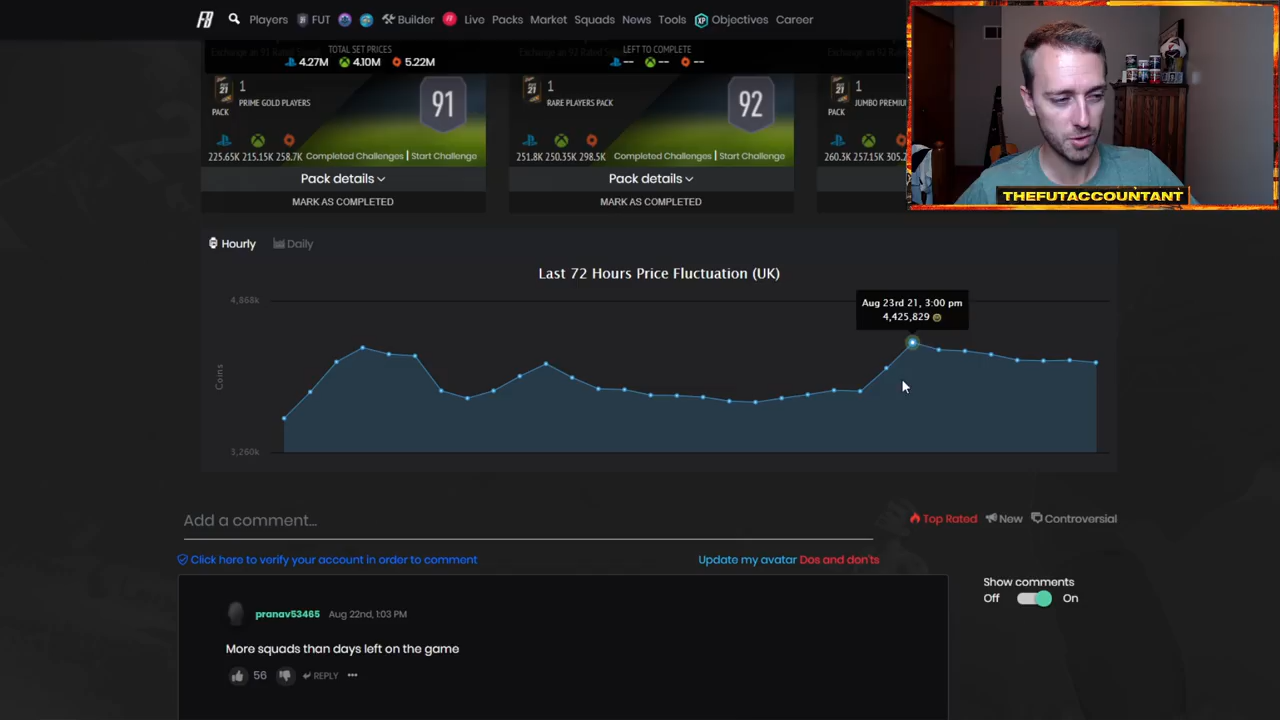 FB Players FUT Builder Live Packs Market Squads News Tools XP Objectives Career
TOTAL SET PRICES
4.27M 4.10M 5.22M
LEFT TO COMPLETE
-- -- --
1
PRIME GOLD PLAYERS
PACK
91
225.65K 215.15K 258.7K Completed Challenges | Start Challenge
Pack details
MARK AS COMPLETED
1
RARE PLAYERS PACK
92
251.8K 250.35K 298.5K Completed Challenges | Start Challenge
Pack details
MARK AS COMPLETED
1
JUMBO PREMIU
PACK
260.3K 257.15K 305.2
THEFUTACCOUNTANT
Hourly Daily
Last 72 Hours Price Fluctuation (UK)
4,868k
Coins
3,260k
Aug 23rd 21, 3:00 pm
4,425,829
Add a comment...
Top Rated New Controversial
Click here to verify your account in order to comment
Update my avatar Dos and don'ts
Show comments
Off On
pranav53465 Aug 22nd, 1:03 PM
More squads than days left on the game
56 REPLY •••